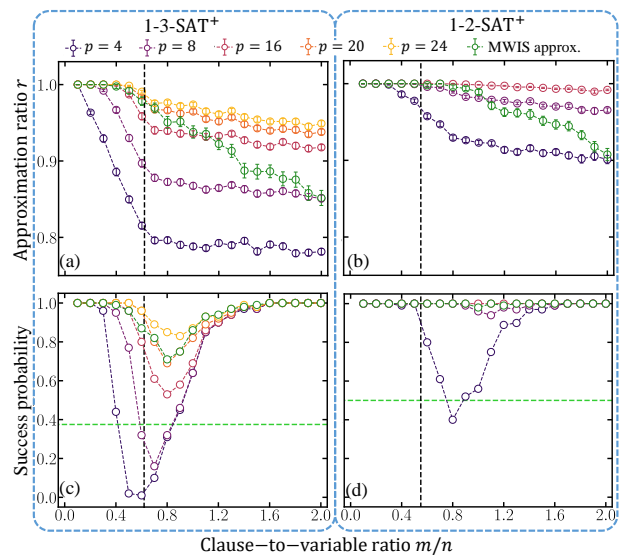 1-3-SAT+ 1-2-SAT+
p = 4 p = 8 p = 16 p = 20 p = 24 MWIS approx.
Approximation ratio r
1.0
0.9
0.8
(a)
(b)
Success probability
1.0
0.8
0.6
0.4
0.2
0.0
(c)
(d)
0.0 0.4 0.8 1.2 1.6 2.0 0.0 0.4 0.8 1.2 1.6 2.0
Clause−to−variable ratio m/n